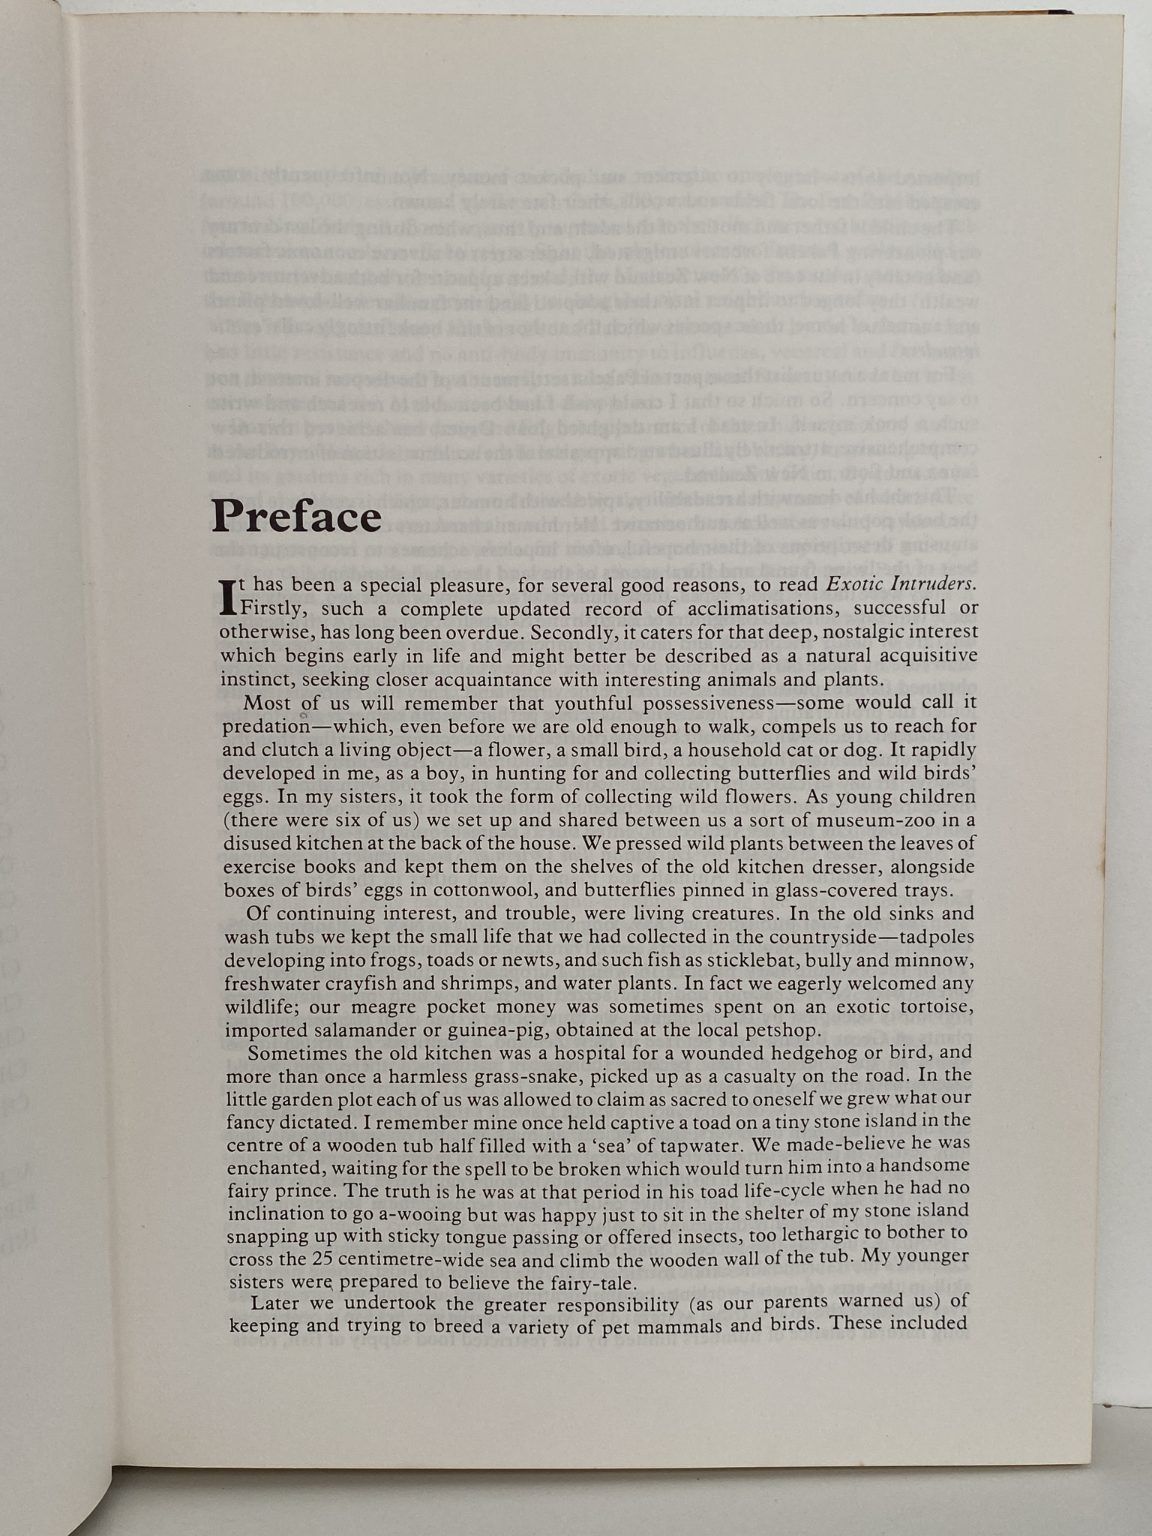 Preface
It has been a special pleasure, for several good reasons, to read Exotic Intruders.
Firstly, such a complete updated record of acclimatisations, successful or
otherwise, has long been overdue. Secondly, it caters for that deep, nostalgic interest
which begins early in life and might better be described as a natural acquisitive
instinct, seeking closer acquaintance with interesting animals and plants.
Most of us will remember that youthful possessiveness—some would call it
predation—which, even before we are old enough to walk, compels us to reach for
and clutch a living object—a flower, a small bird, a household cat or dog. It rapidly
developed in me, as a boy, in hunting for and collecting butterflies and wild birds'
eggs. In my sisters, it took the form of collecting wild flowers. As young children
(there were six of us) we set up and shared between us a sort of museum-zoo in a
disused kitchen at the back of the house. We pressed wild plants between the leaves of
exercise books and kept them on the shelves of the old kitchen dresser, alongside
boxes of birds' eggs in cottonwool, and butterflies pinned in glass-covered trays.
Of continuing interest, and trouble, were living creatures. In the old sinks and
wash tubs we kept the small life that we had collected in the countryside—tadpoles
developing into frogs, toads or newts, and such fish as sticklebat, bully and minnow,
freshwater crayfish and shrimps, and water plants. In fact we eagerly welcomed any
wildlife; our meagre pocket money was sometimes spent on an exotic tortoise,
imported salamander or guinea-pig, obtained at the local petshop.
Sometimes the old kitchen was a hospital for a wounded hedgehog or bird, and
more than once a harmless grass-snake, picked up as a casualty on the road. In the
little garden plot each of us was allowed to claim as sacred to oneself we grew what our
fancy dictated. I remember mine once held captive a toad on a tiny stone island in the
centre of a wooden tub half filled with a 'sea' of tapwater. We made-believe he was
enchanted, waiting for the spell to be broken which would turn him into a handsome
fairy prince. The truth is he was at that period in his toad life-cycle when he had no
inclination to go a-wooing but was happy just to sit in the shelter of my stone island
snapping up with sticky tongue passing or offered insects, too lethargic to bother to
cross the 25 centimetre-wide sea and climb the wooden wall of the tub. My younger
sisters were prepared to believe the fairy-tale.
Later we undertook the greater responsibility (as our parents warned us) of
keeping and trying to breed a variety of pet mammals and birds. These included